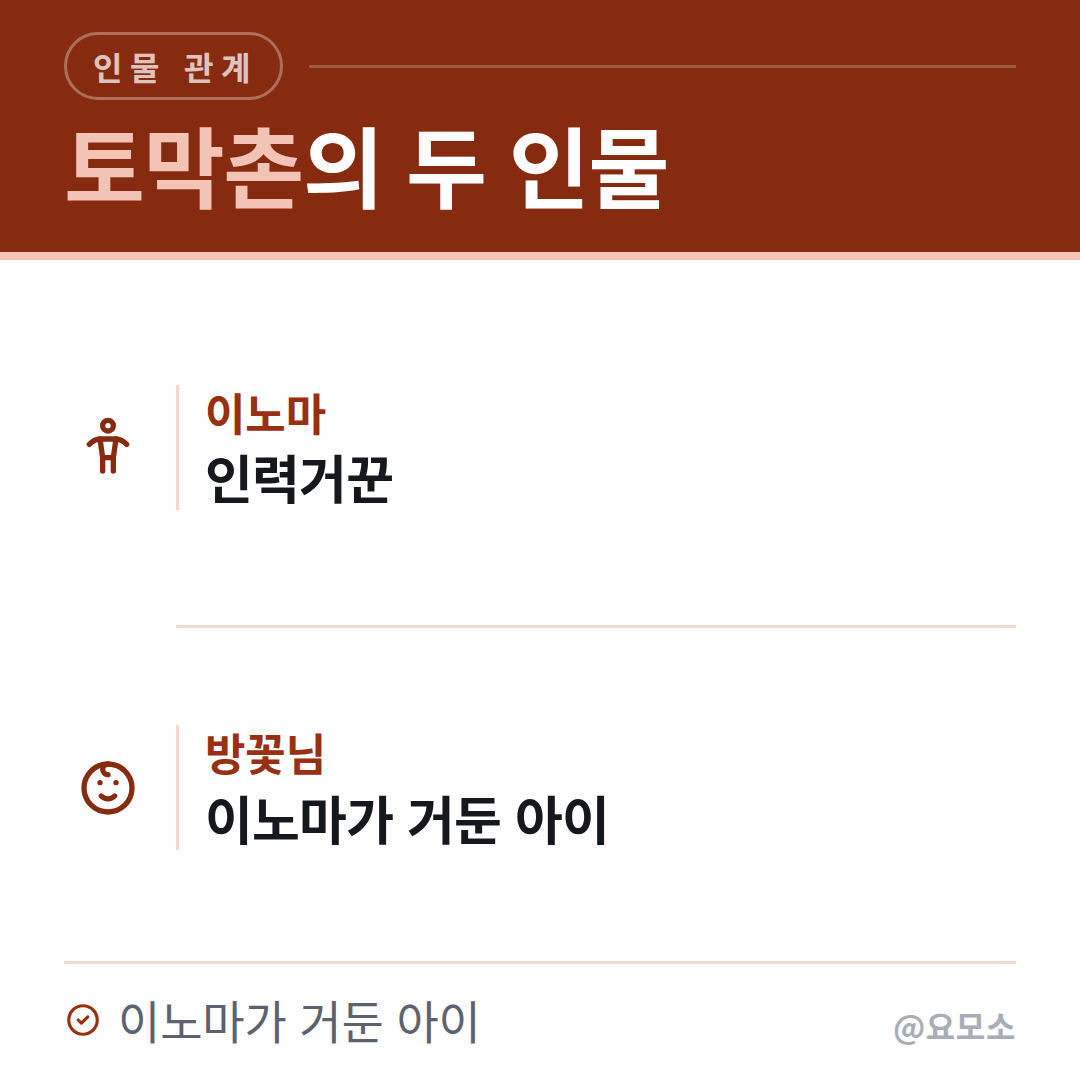 인물 관계
토막촌의 두 인물
이노마
인력거꾼
방꽃님
이노마가 거둔 아이
이노마가 거둔 아이
@요모소